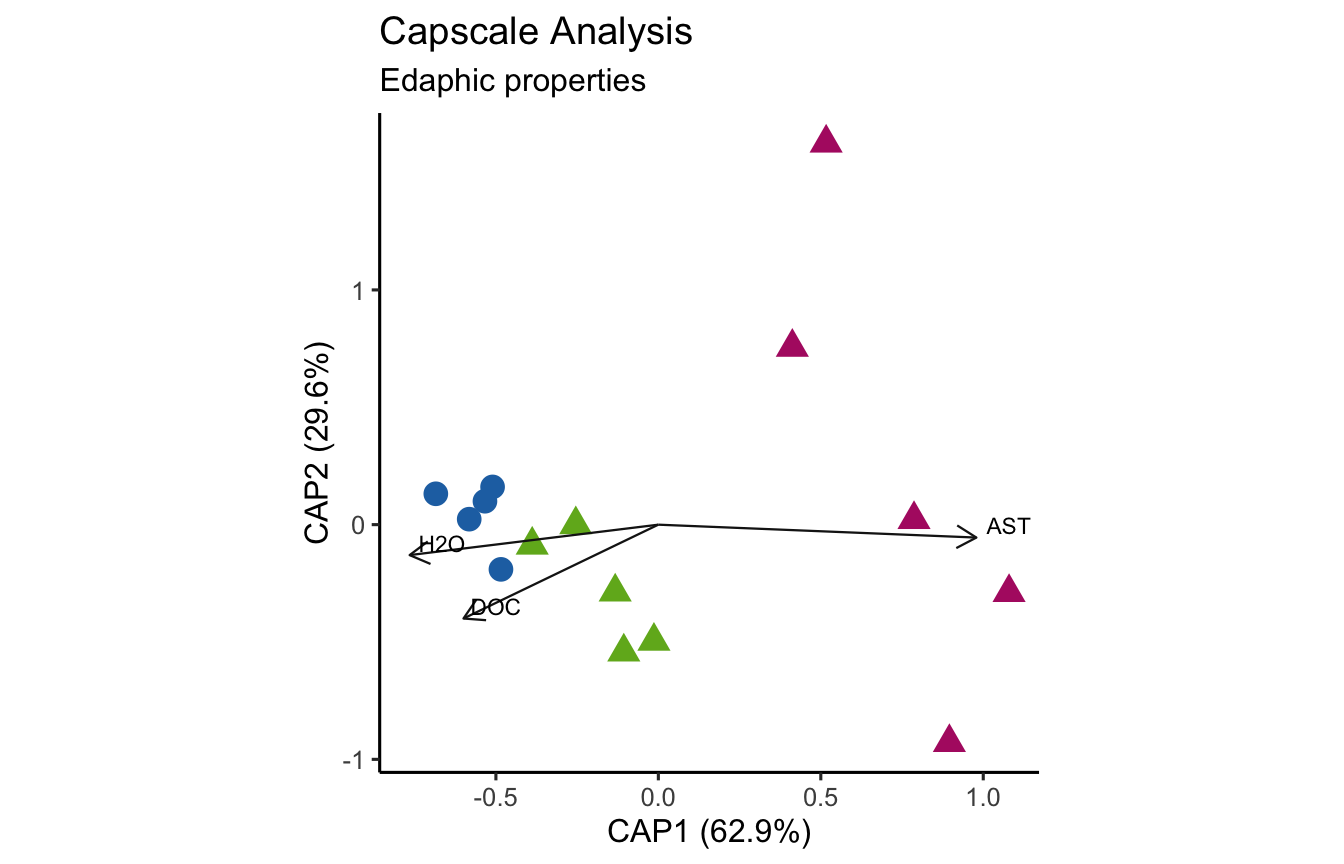 Capscale Analysis
Edaphic properties
CAP2 (29.6%)
1
0
-1
H2O
DOC
AST
-0.5
0.0
0.5
1.0
CAP1 (62.9%)